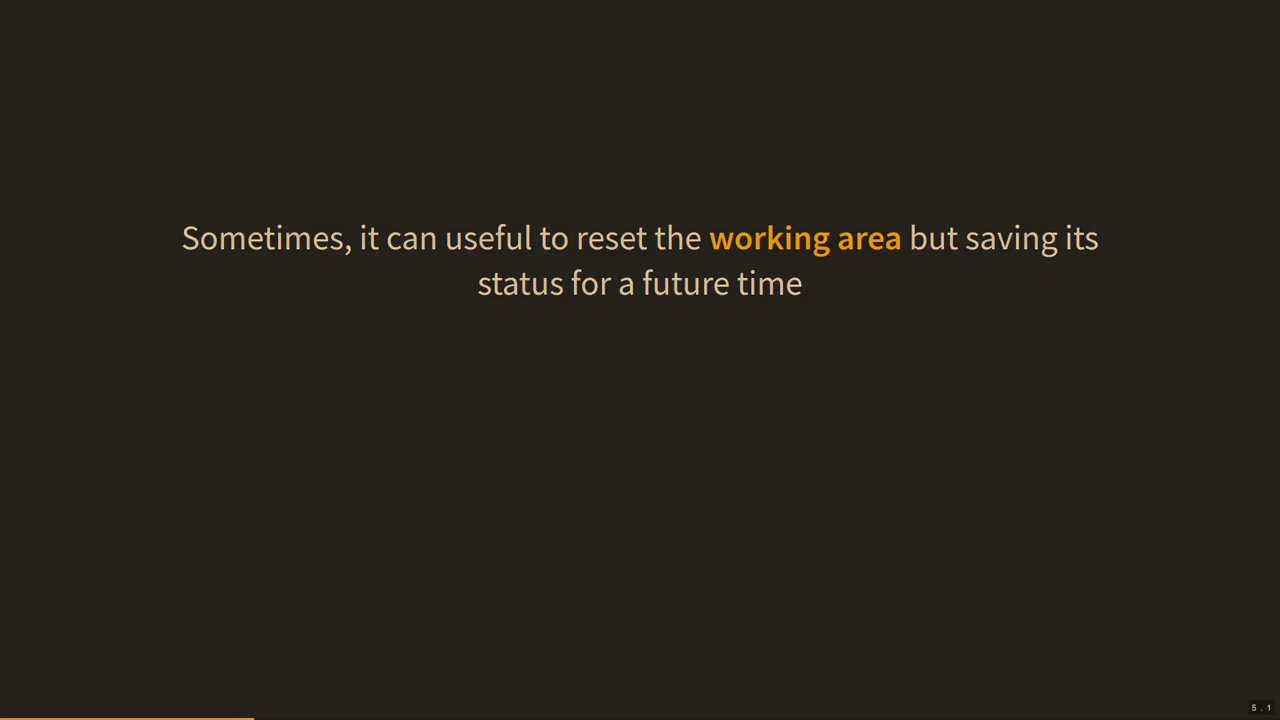 Sometimes, it can useful to reset the working area but saving its
status for a future time
5 . 1